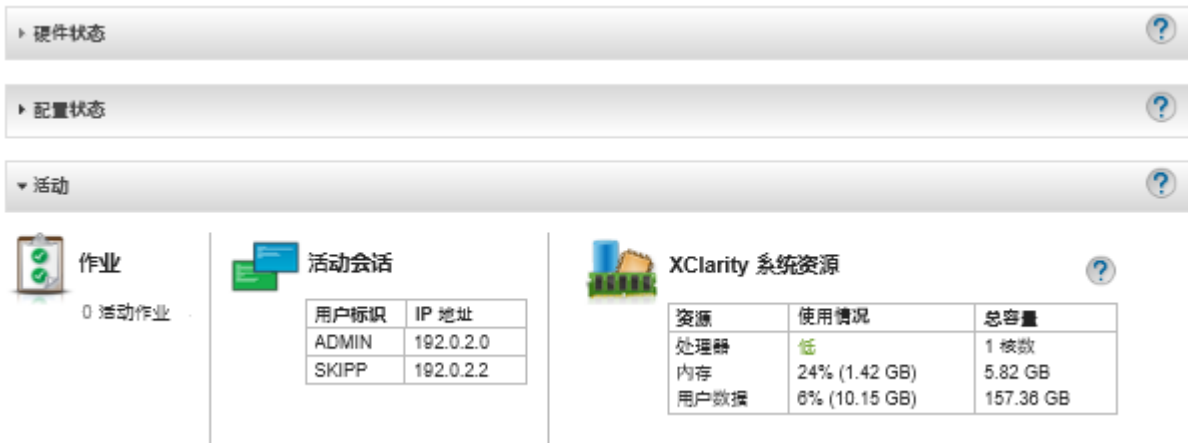 硬件状态
配置状态
活动
作业
0 活动作业
活动会话
用户标识 IP 地址
ADMIN 192.0.2.0
SKIPP 192.0.2.2
XClarity 系统资源
资源 使用情况 总容量
处理器 低 1 核数
内存 24% (1.42 GB) 5.82 GB
用户数据 6% (10.15 GB) 157.36 GB